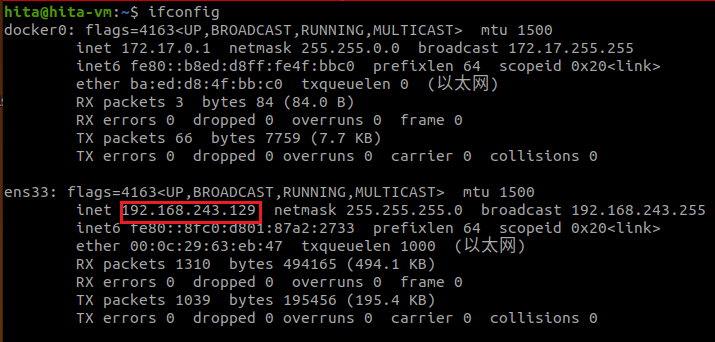 hita@hita-vm:~$ ifconfig
docker0: flags=4163<UP,BROADCAST,RUNNING,MULTICAST>  mtu 1500
        inet 172.17.0.1  netmask 255.255.0.0  broadcast 172.17.255.255
        inet6 fe80::b8ed:d8ff:fe4f:bbc0  prefixlen 64  scopeid 0x20<link>
        ether ba:ed:d8:4f:bb:c0  txqueuelen 0  (以太网)
        RX packets 3  bytes 84 (84.0 B)
        RX errors 0  dropped 0  overruns 0  frame 0
        TX packets 66  bytes 7759 (7.7 KB)
        TX errors 0  dropped 0 overruns 0  carrier 0  collisions 0

ens33: flags=4163<UP,BROADCAST,RUNNING,MULTICAST>  mtu 1500
        inet 192.168.243.129  netmask 255.255.255.0  broadcast 192.168.243.255
        inet6 fe80::8fc0:d801:87a2:2733  prefixlen 64  scopeid 0x20<link>
        ether 00:0c:29:63:eb:47  txqueuelen 1000  (以太网)
        RX packets 1310  bytes 494165 (494.1 KB)
        RX errors 0  dropped 0  overruns 0  frame 0
        TX packets 1039  bytes 195456 (195.4 KB)
        TX errors 0  dropped 0 overruns 0  carrier 0  collisions 0